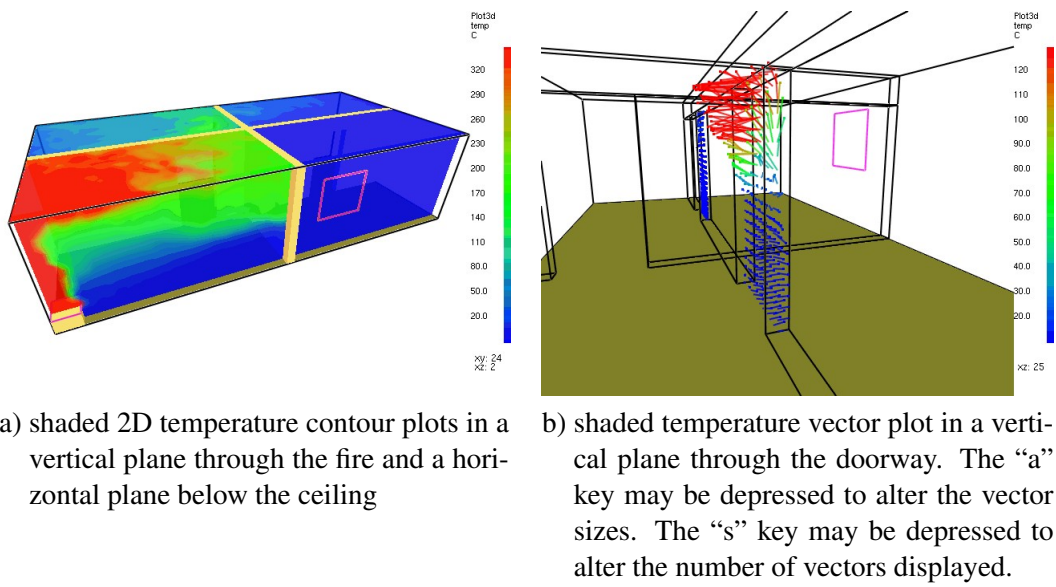 Plot3d
temp
C
320
290
260
230
200
170
140
110
80.0
50.0
20.0
xy: 24
xz: 2
Plot3d
temp
C
120
110
100
90.0
80.0
70.0
60.0
50.0
40.0
30.0
20.0
xz: 25
a) shaded 2D temperature contour plots in a
vertical plane through the fire and a hori-
zontal plane below the ceiling
b) shaded temperature vector plot in a verti-
cal plane through the doorway. The “a”
key may be depressed to alter the vector
sizes. The “s” key may be depressed to
alter the number of vectors displayed.